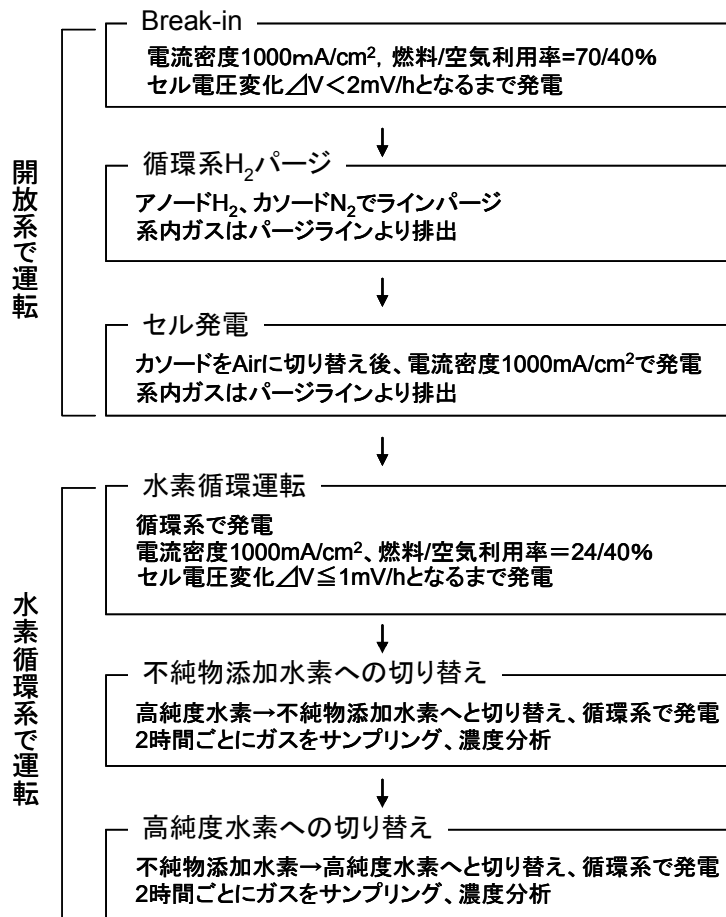 Break-in
電流密度1000mA/cm², 燃料/空気利用率=70/40%
セル電圧変化⊿V<2mV/hとなるまで発電
循環系H₂パージ
アノードH₂、カソードN₂でラインパージ
系内ガスはパージラインより排出
セル発電
カソードをAirに切り替え後、電流密度1000mA/cm²で発電
系内ガスはパージラインより排出
開放系で運転
水素循環運転
循環系で発電
電流密度1000mA/cm²、燃料/空気利用率=24/40%
セル電圧変化⊿V≦1mV/hとなるまで発電
不純物添加水素への切り替え
高純度水素→不純物添加水素へと切り替え、循環系で発電
2時間ごとにガスをサンプリング、濃度分析
高純度水素への切り替え
不純物添加水素→高純度水素へと切り替え、循環系で発電
2時間ごとにガスをサンプリング、濃度分析
水素循環系で運転